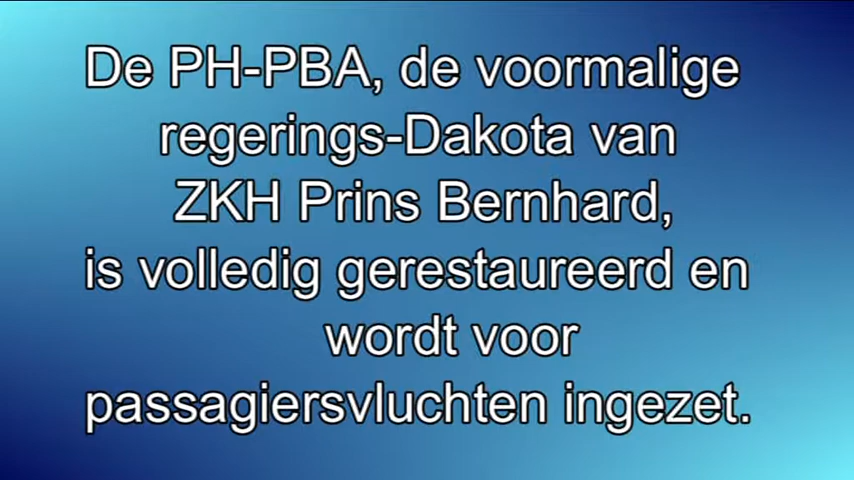 De PH-PBA, de voormalige
regerings-Dakota van
ZKH Prins Bernhard,
is volledig gerestaureerd en
wordt voor
passagiersvluchten ingezet.